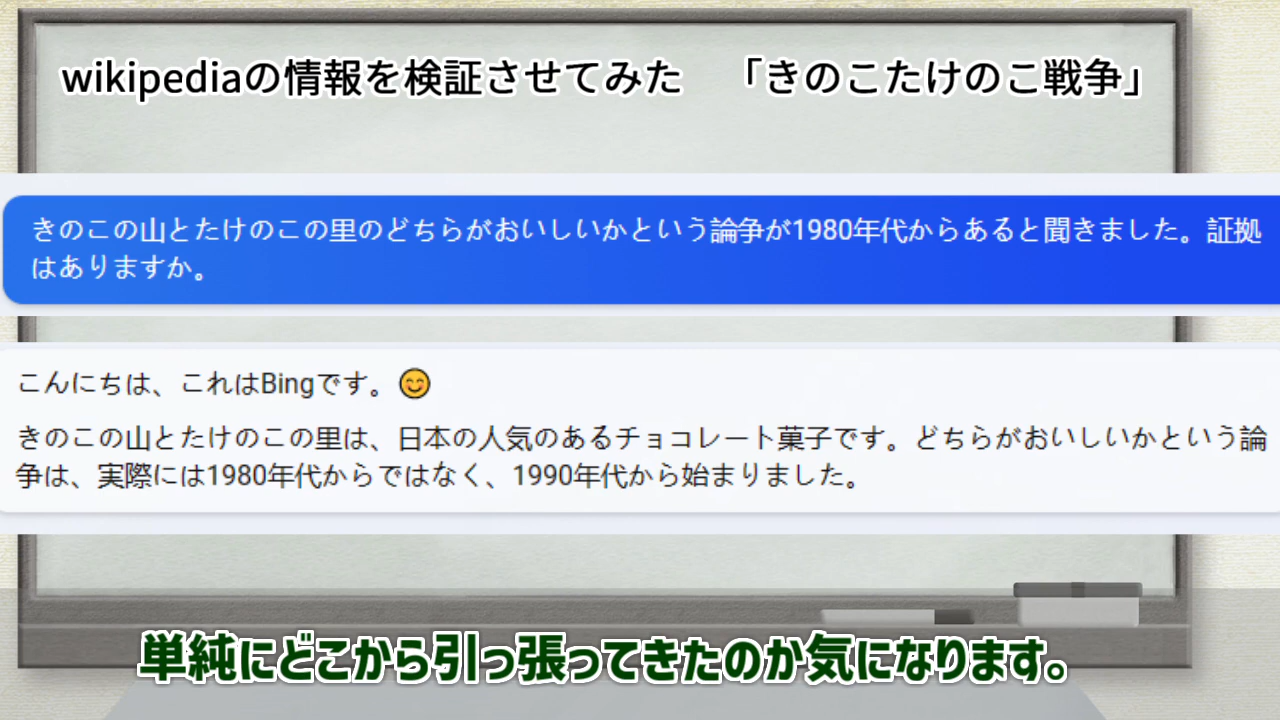 wikipediaの情報を検証させてみた　「きのこたけのこ戦争」
きのこの山とたけのこの里のどちらがおいしいかという論争が1980年代からあると聞きました。証拠
はありますか。
こんにちは、これはBingです。😊
きのこの山とたけのこの里は、日本の人気のあるチョコレート菓子です。どちらがおいしいかという論
争は、実際には1980年代からではなく、1990年代から始まりました。
単純にどこから引っ張ってきたのか気になります。